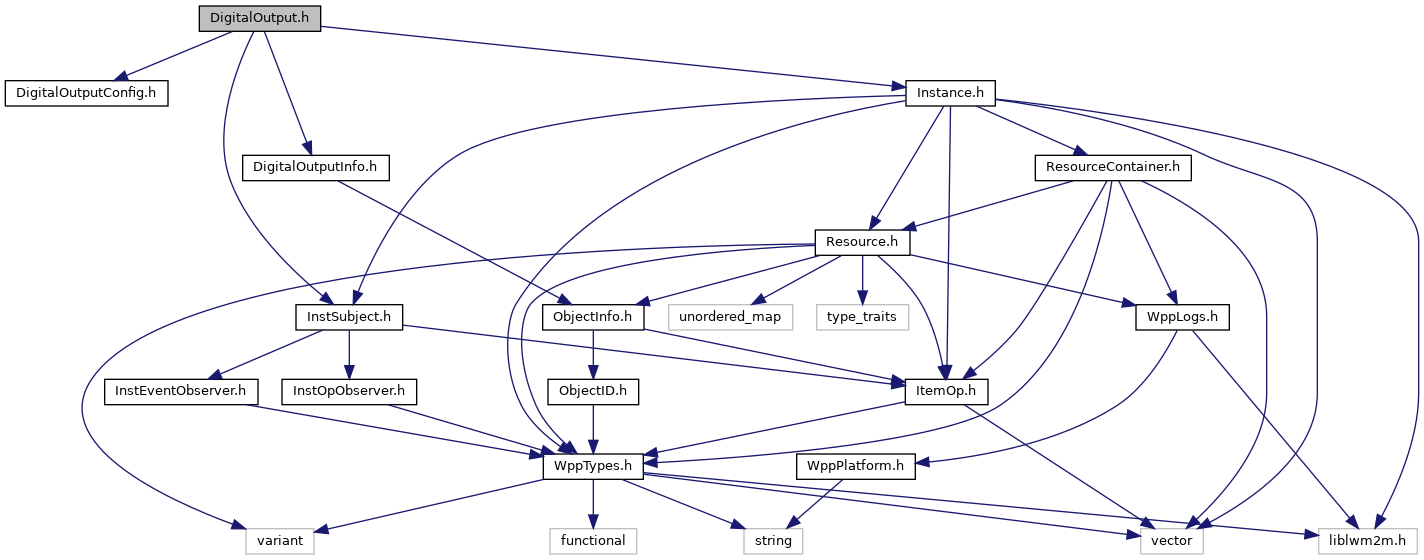 DigitalOutput.h
DigitalOutputConfig.h
Instance.h
DigitalOutputInfo.h
ResourceContainer.h
Resource.h
InstSubject.h
ObjectInfo.h
unordered_map
type_traits
WppLogs.h
InstEventObserver.h
InstOpObserver.h
ObjectID.h
ItemOp.h
WppTypes.h
WppPlatform.h
variant
functional
string
vector
liblwm2m.h